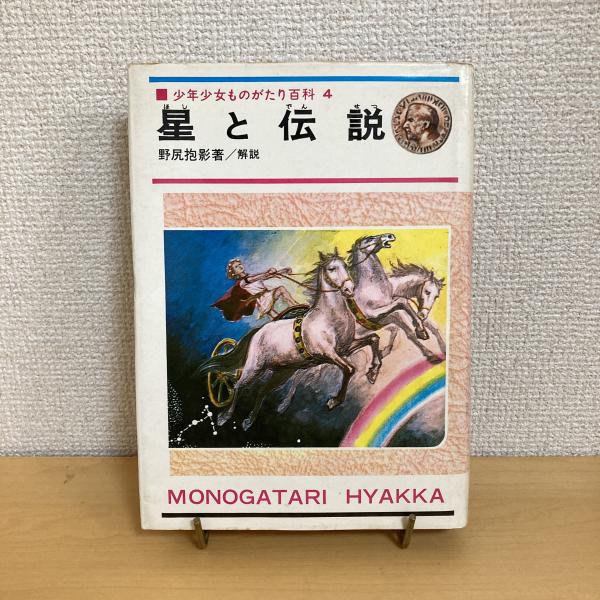 ■少年少女ものがたり百科 4
ほし でん せつ
星と伝説
野尻抱影著/解説
MONOGATARI HYAKKA